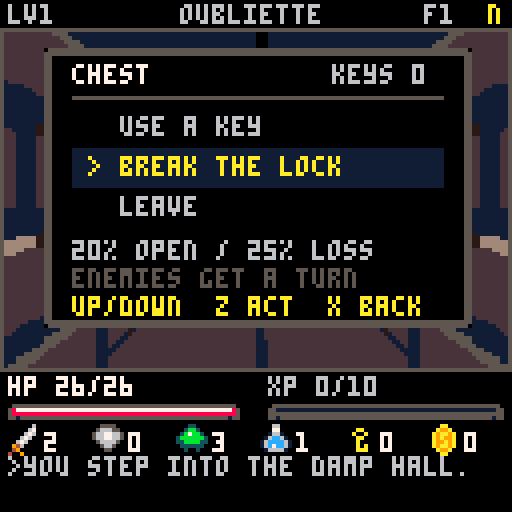 LV1 OUBLIETTE F1 N
CHEST KEYS 0
USE A KEY
> BREAK THE LOCK
LEAVE
20% OPEN / 25% LOSS
ENEMIES GET A TURN
UP/DOWN Z ACT X BACK
HP 26/26 XP 0/10
2 0 3 1 0 0
>YOU STEP INTO THE DAMP HALL.